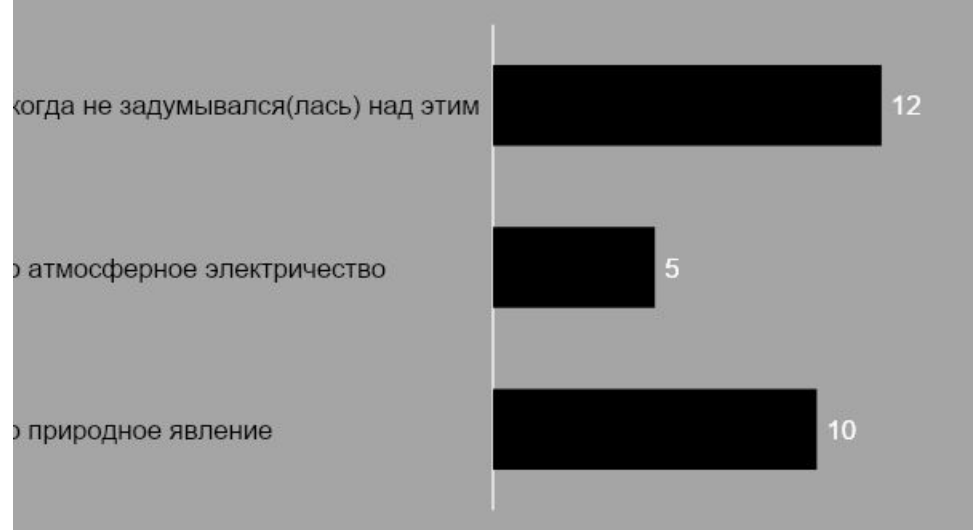 когда не задумывался(лась) над этим 12
атмосферное электричество 5
природное явление 10